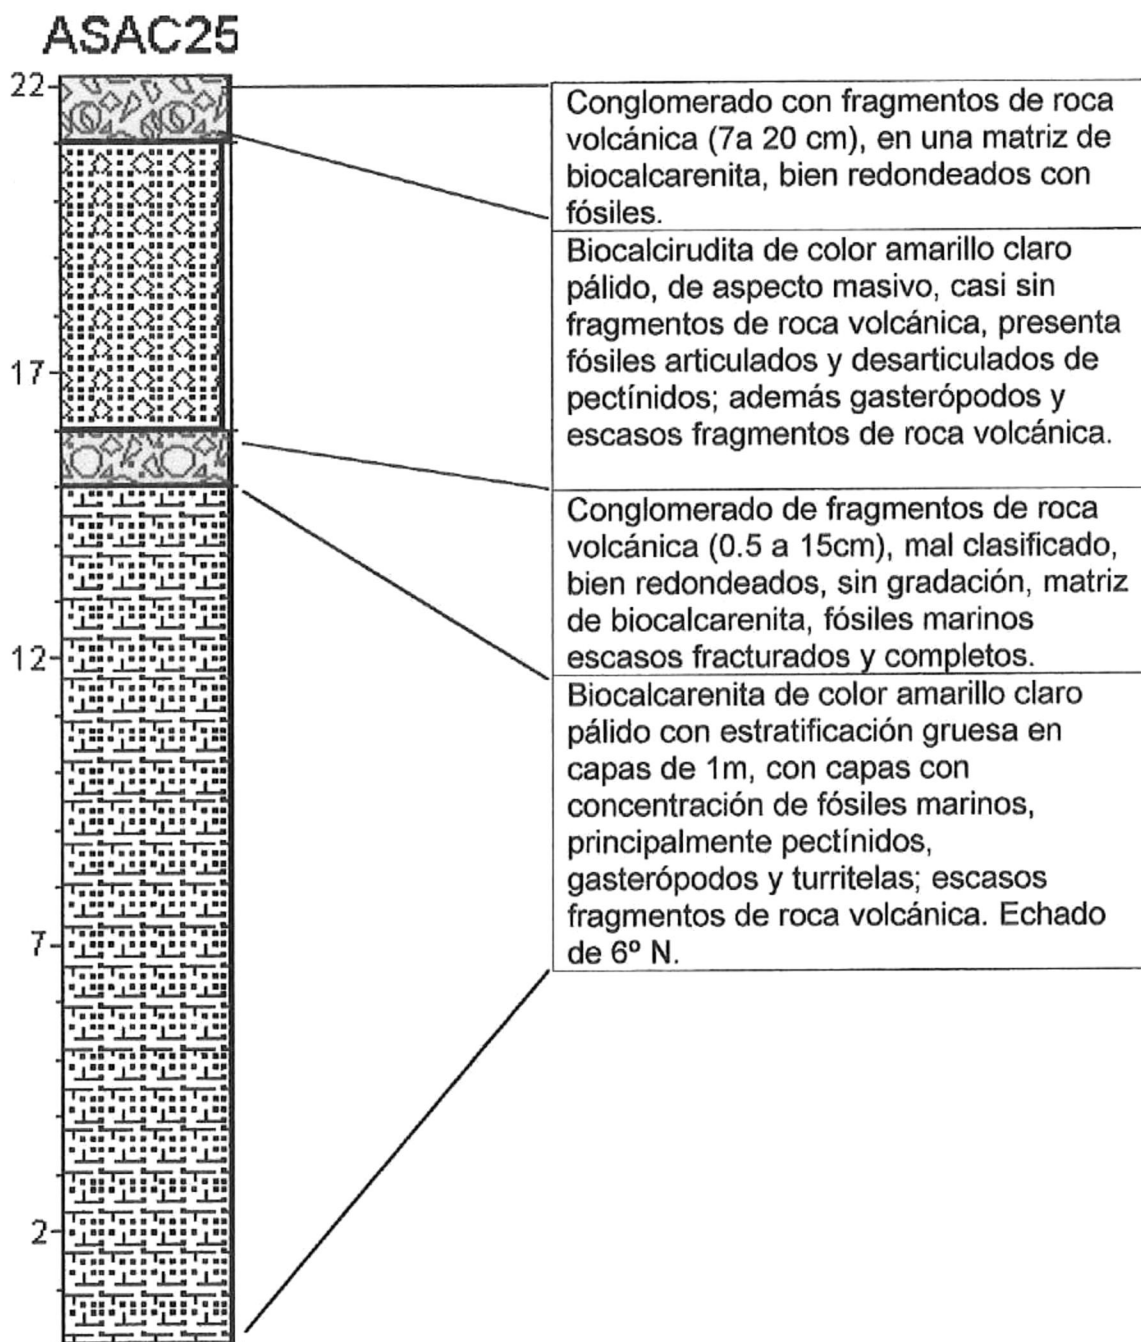 ASAC25
22
Conglomerado con fragmentos de roca
volcánica (7a 20 cm), en una matriz de
biocalcarenita, bien redondeados con
fósiles.
Biocalcirudita de color amarillo claro
pálido, de aspecto masivo, casi sin
fragmentos de roca volcánica, presenta
fósiles articulados y desarticulados de
pectínidos; además gasterópodos y
escasos fragmentos de roca volcánica.
17
Conglomerado de fragmentos de roca
volcánica (0.5 a 15cm), mal clasificado,
bien redondeados, sin gradación, matriz
de biocalcarenita, fósiles marinos
escasos fracturados y completos.
12
Biocalcarenita de color amarillo claro
pálido con estratificación gruesa en
capas de 1m, con capas con
concentración de fósiles marinos,
principalmente pectínidos,
gasterópodos y turritelas; escasos
fragmentos de roca volcánica. Echado
de 6º N.
7
2